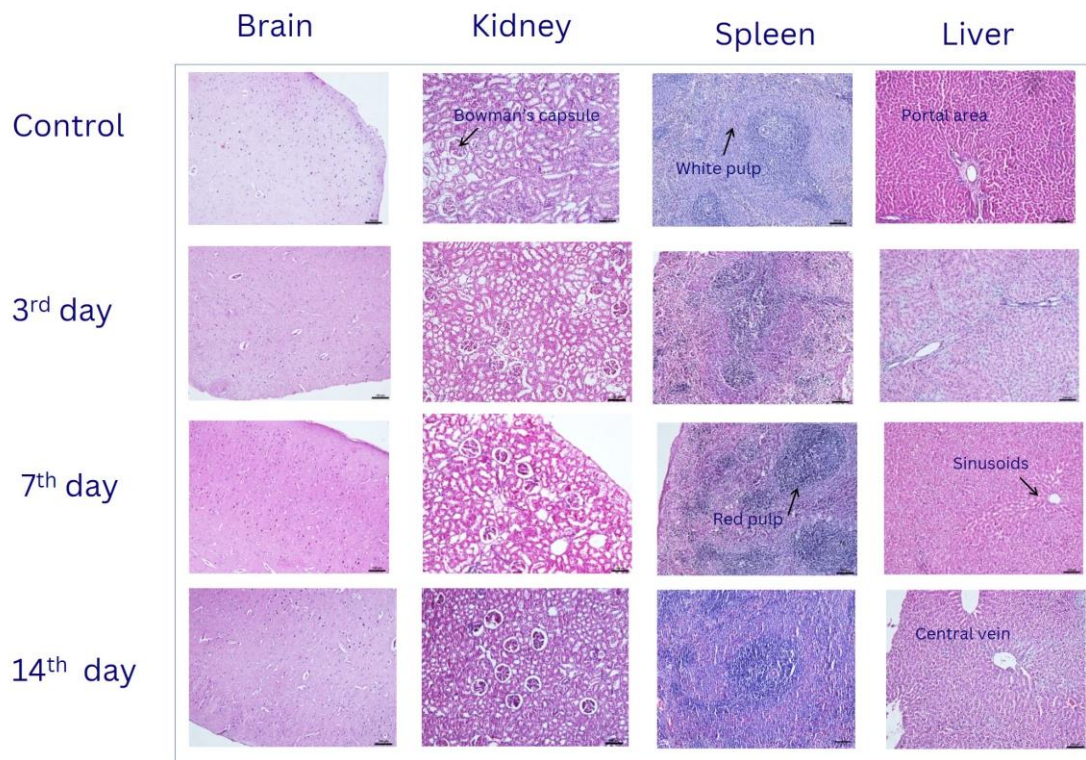 Brain Kidney Spleen Liver
Control
Bowman's capsule
White pulp
Portal area
3rd day
7th day
Red pulp
Sinusoids
14th day
Central vein